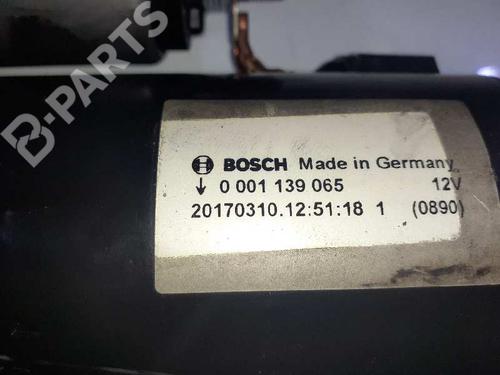 B-PARTS
BOSCH Made in Germany
↓ 0 001 139 065 12V
20170310.12:51:18 1 (0890)